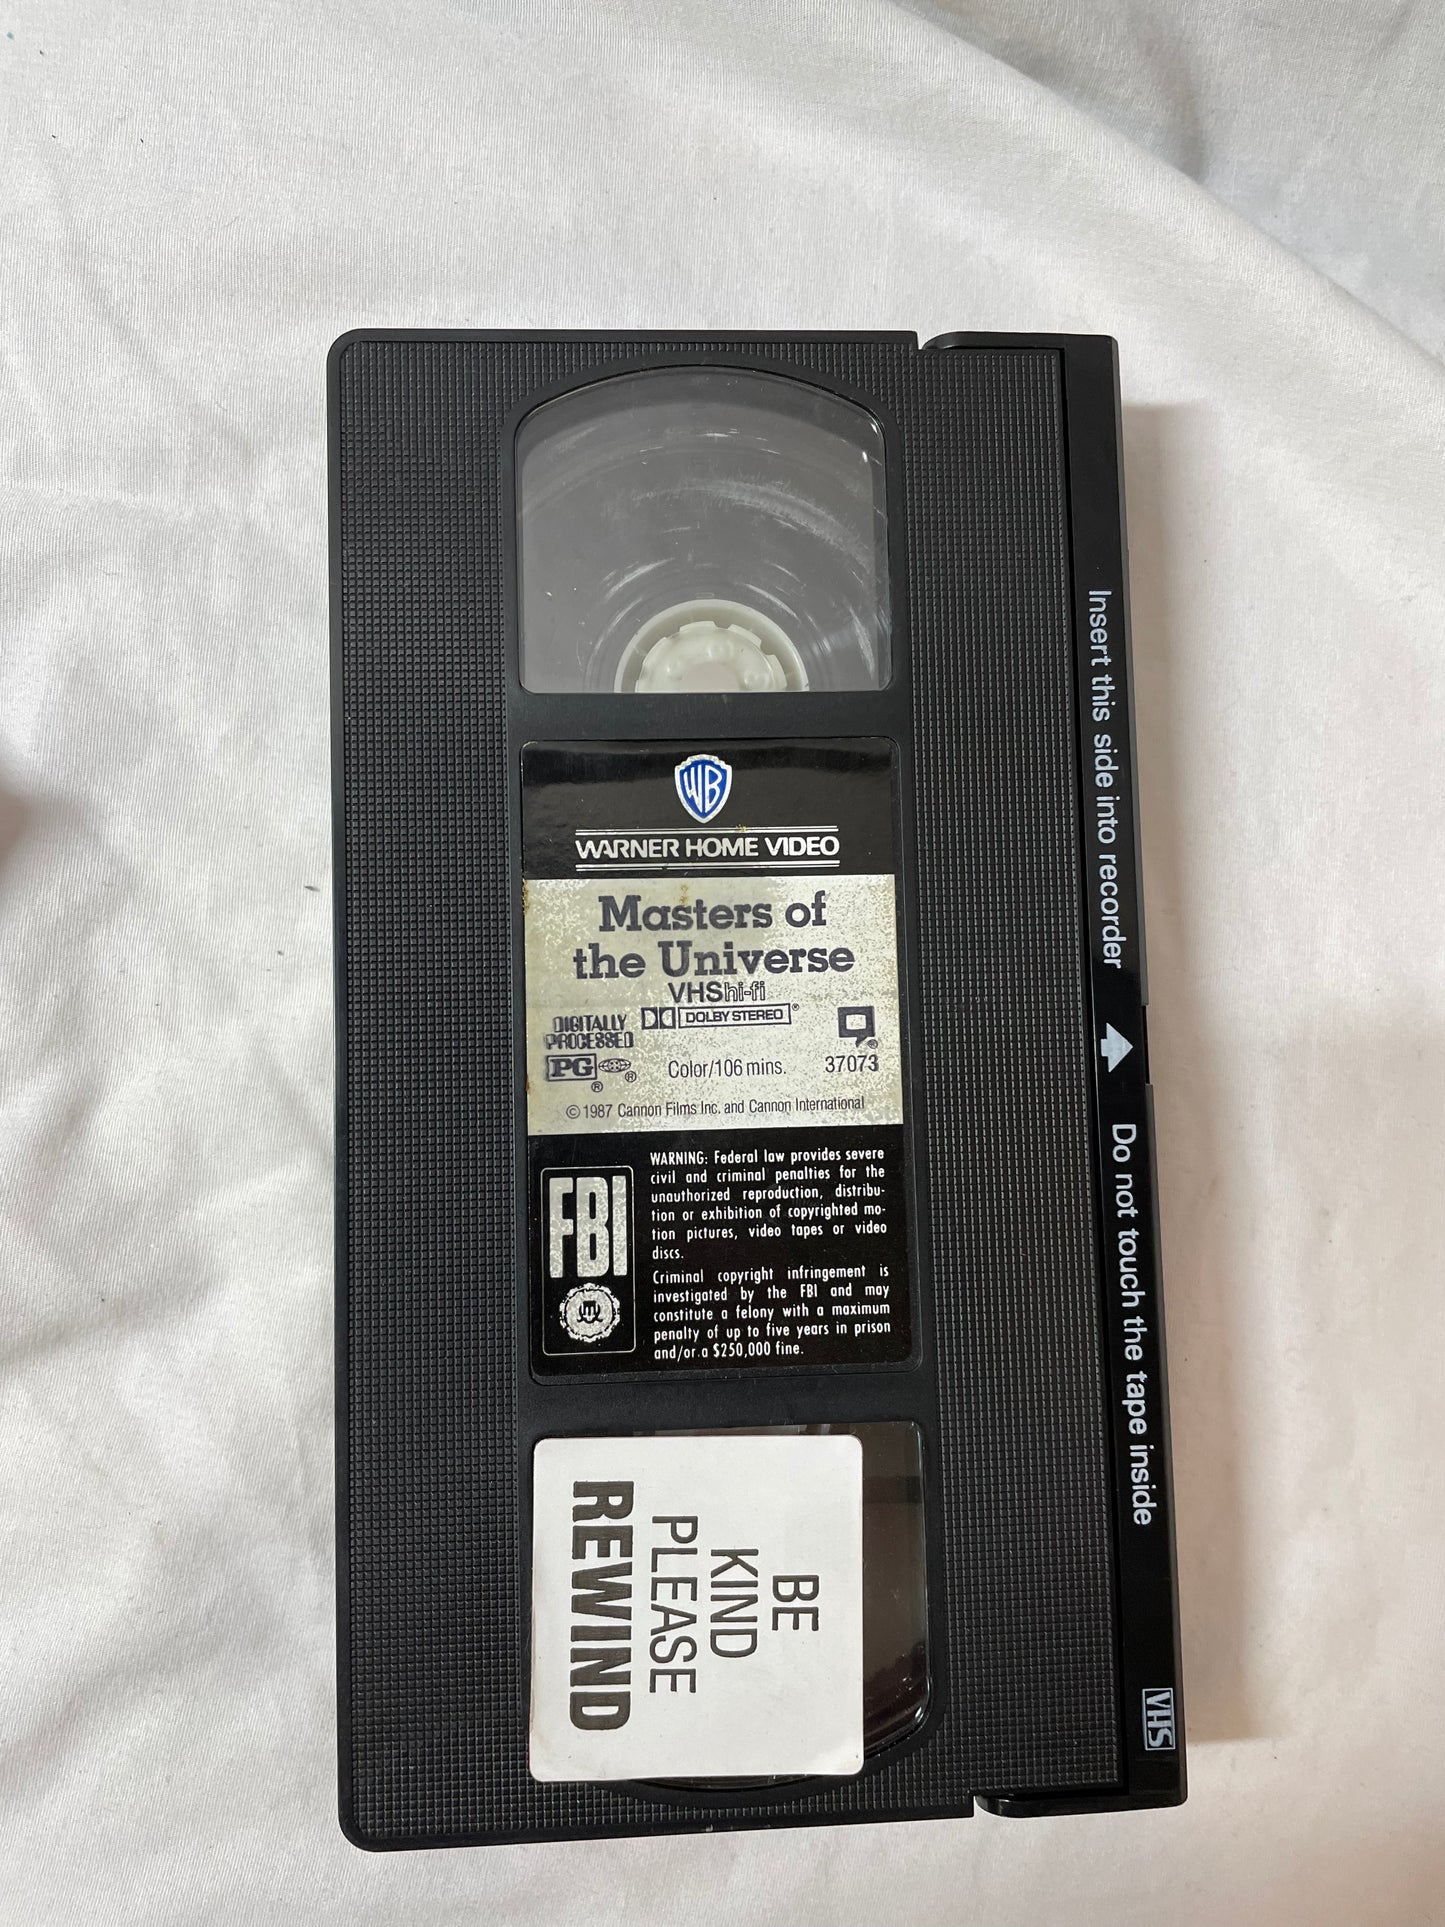 WB
WARNER HOME VIDEO
Masters of
the Universe
VHS hi-fi
DIGITALLY
PROCESSED
DOLBY STEREO ®
®
PG ® ®
Color/106 mins.
37073
© 1987 Cannon Films Inc. and Cannon International
FBI
WARNING: Federal law provides severe
civil and criminal penalties for the
unauthorized reproduction, distribu-
tion or exhibition of copyrighted mo-
tion pictures, video tapes or video
discs.
Criminal copyright infringement is
investigated by the FBI and may
constitute a felony with a maximum
penalty of up to five years in prison
and/or a $250,000 fine.
BE
KIND
PLEASE
REWIND
Insert this side into recorder
Do not touch the tape inside
VHS